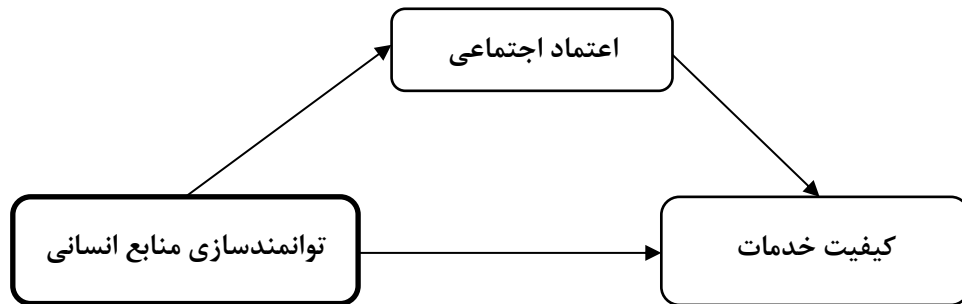 اعتماد اجتماعی
توانمندسازی منابع انسانی
کیفیت خدمات